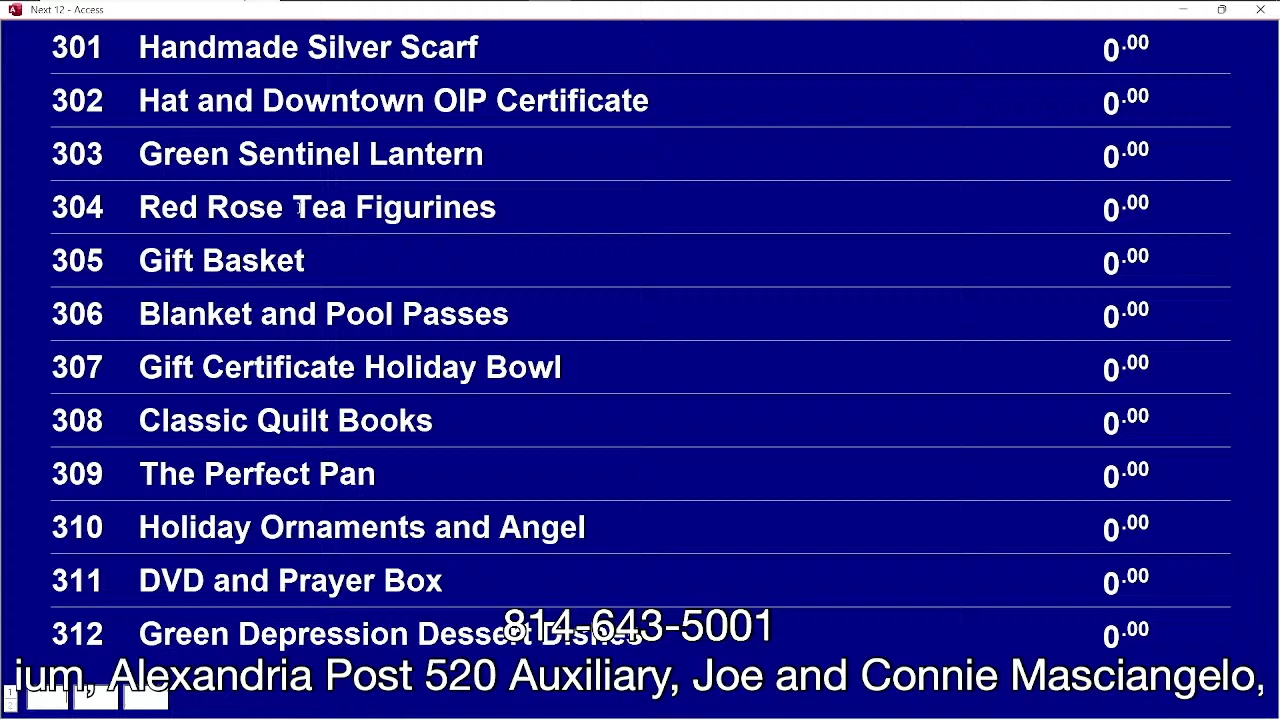 Next 12 - Access
301 Handmade Silver Scarf 0.00
302 Hat and Downtown OIP Certificate 0.00
303 Green Sentinel Lantern 0.00
304 Red Rose Tea Figurines 0.00
305 Gift Basket 0.00
306 Blanket and Pool Passes 0.00
307 Gift Certificate Holiday Bowl 0.00
308 Classic Quilt Books 0.00
309 The Perfect Pan 0.00
310 Holiday Ornaments and Angel 0.00
311 DVD and Prayer Box 0.00
312 Green Depression Dessert Dishes 0.00
814-643-5001
ium, Alexandria Post 520 Auxiliary, Joe and Connie Masciangelo,